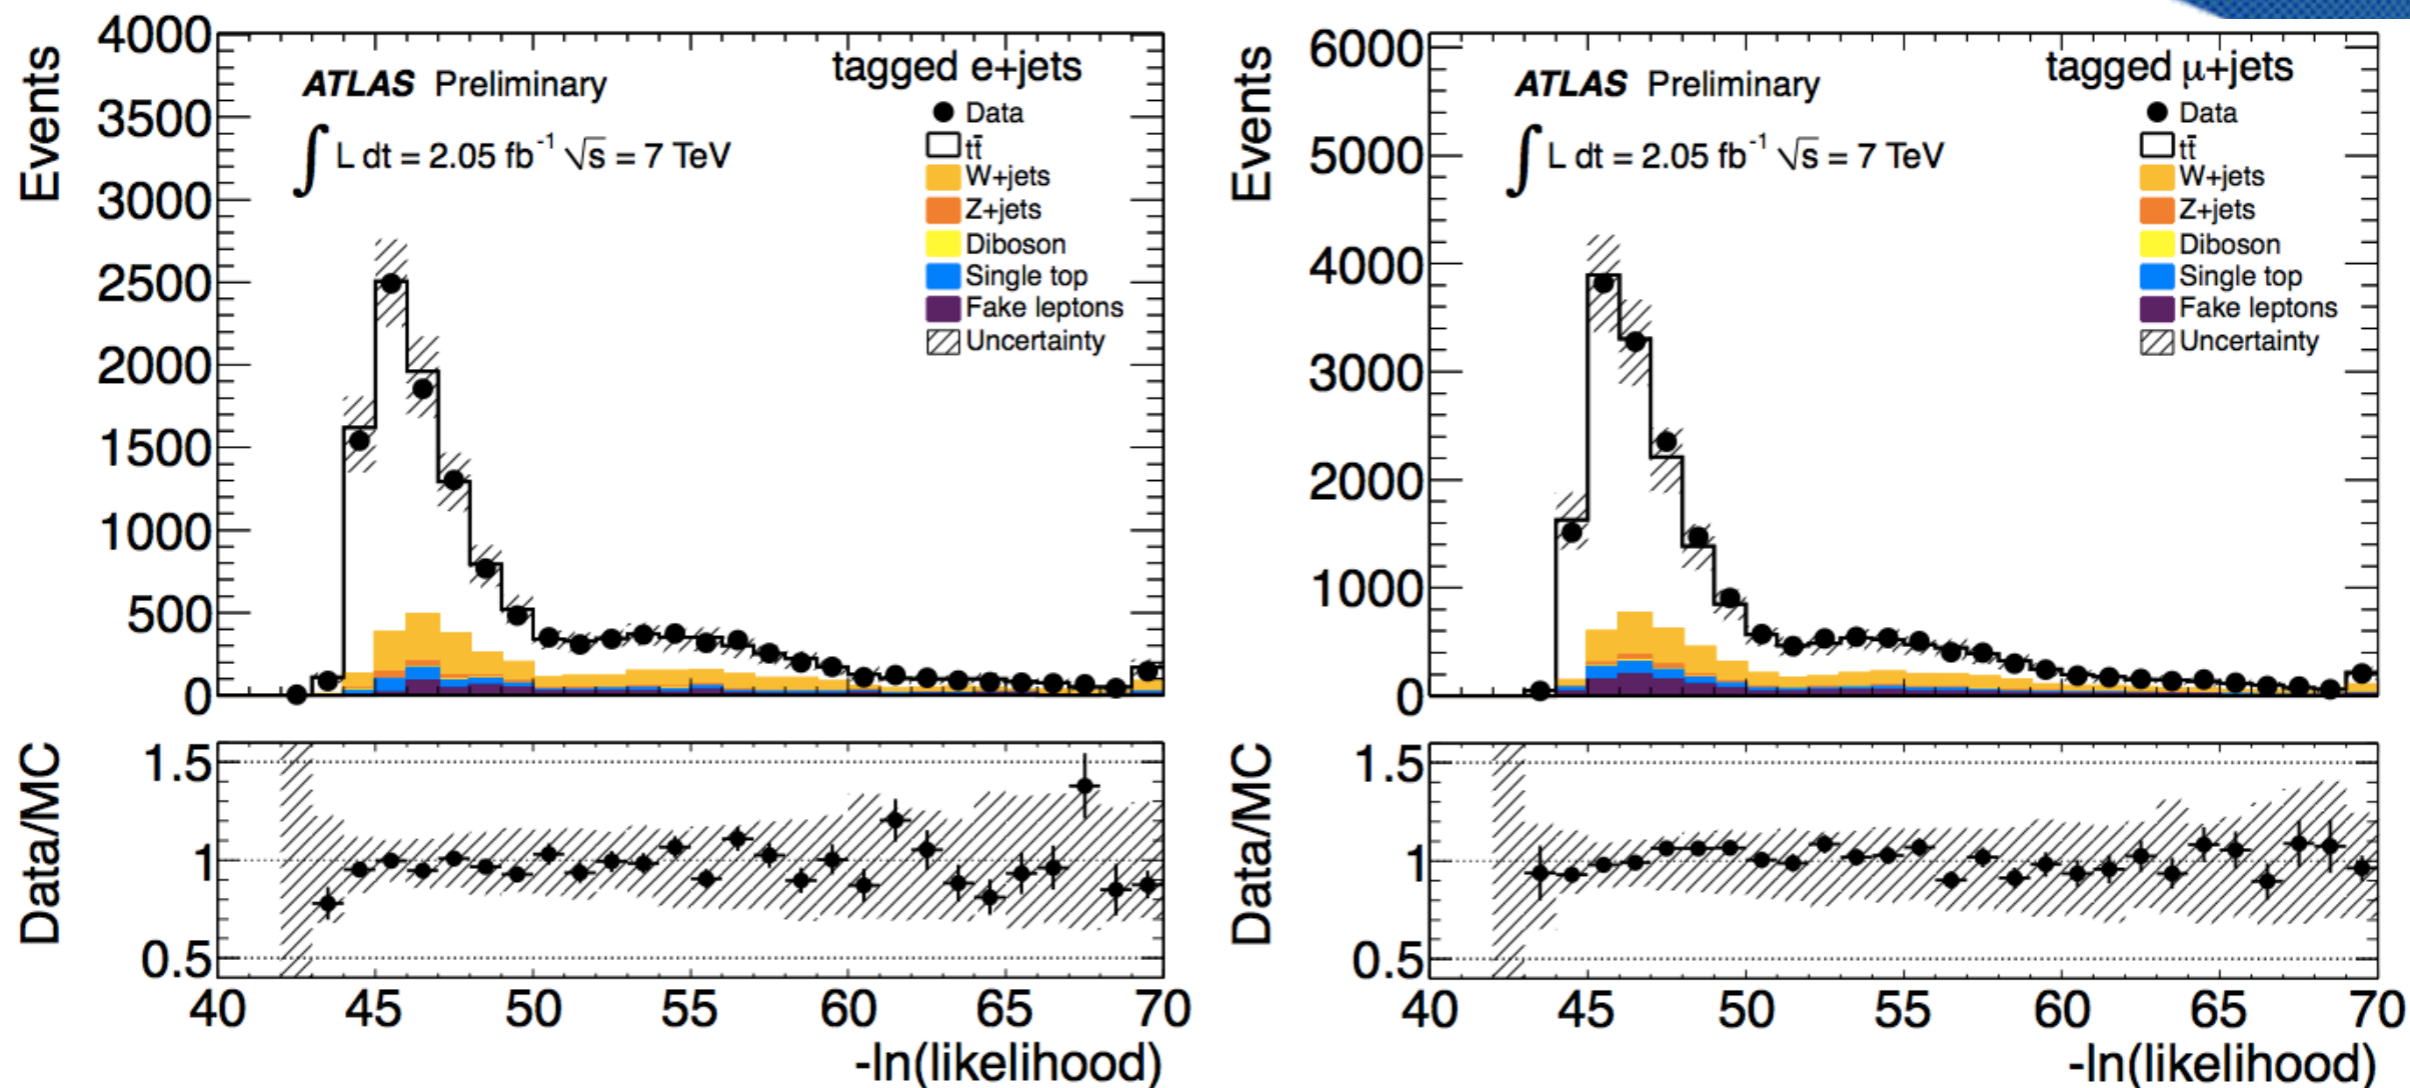 4000
3500
3000
2500
2000
1500
1000
500
0
Events
ATLAS Preliminary
∫ L dt = 2.05 fb⁻¹ √s = 7 TeV
tagged e+jets
Data
tt̄
W+jets
Z+jets
Diboson
Single top
Fake leptons
Uncertainty
1.5
1
0.5
Data/MC
40 45 50 55 60 65 70
-ln(likelihood)
6000
5000
4000
3000
2000
1000
0
Events
ATLAS Preliminary
∫ L dt = 2.05 fb⁻¹ √s = 7 TeV
tagged μ+jets
Data
tt̄
W+jets
Z+jets
Diboson
Single top
Fake leptons
Uncertainty
1.5
1
0.5
Data/MC
40 45 50 55 60 65 70
-ln(likelihood)